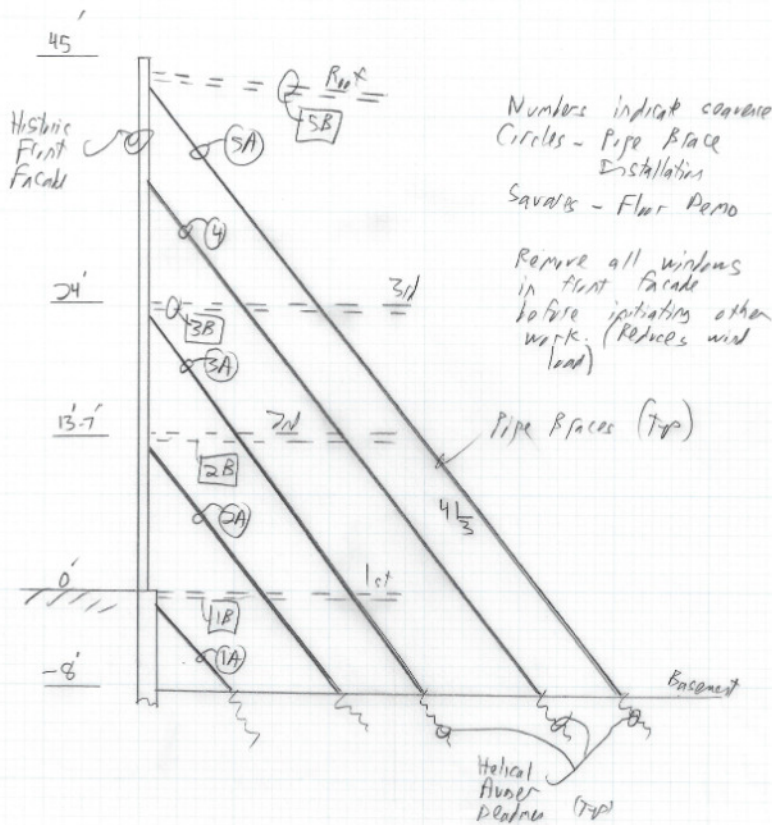 45'
Roof
5B
Historic
Front
Facade
5A
4
Numbers indicate sequence
Circles - Pipe Brace
Installation
Squares - Floor Demo
Remove all windows
in front facade
before initiating other
work. (Reduces wind
load)
24'
3rd
3B
3A
13'-7"
2nd
2B
2A
Pipe Braces (Typ)
4
3
0'
1st
1B
1A
-8'
Basement
Helical
(Typ)